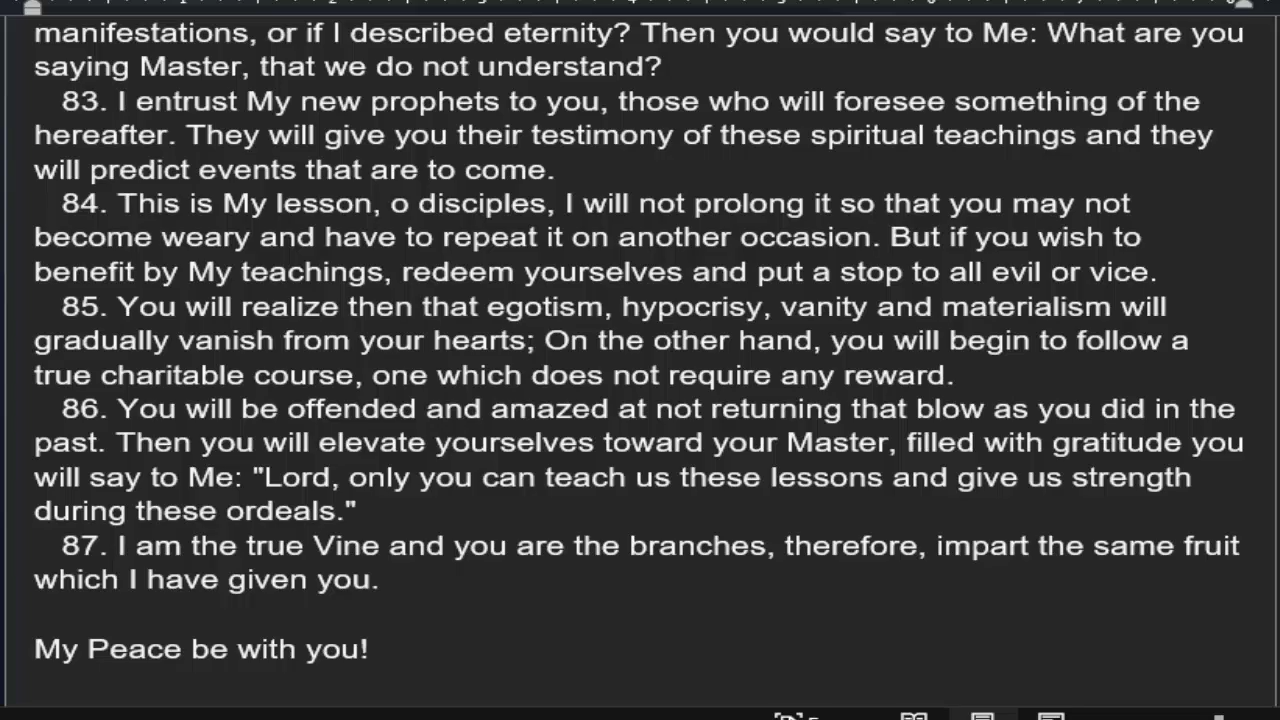 manifestations, or if I described eternity? Then you would say to Me: What are you
saying Master, that we do not understand?
83. I entrust My new prophets to you, those who will foresee something of the
hereafter. They will give you their testimony of these spiritual teachings and they
will predict events that are to come.
84. This is My lesson, o disciples, I will not prolong it so that you may not
become weary and have to repeat it on another occasion. But if you wish to
benefit by My teachings, redeem yourselves and put a stop to all evil or vice.
85. You will realize then that egotism, hypocrisy, vanity and materialism will
gradually vanish from your hearts; On the other hand, you will begin to follow a
true charitable course, one which does not require any reward.
86. You will be offended and amazed at not returning that blow as you did in the
past. Then you will elevate yourselves toward your Master, filled with gratitude you
will say to Me: "Lord, only you can teach us these lessons and give us strength
during these ordeals."
87. I am the true Vine and you are the branches, therefore, impart the same fruit
which I have given you.
My Peace be with you!